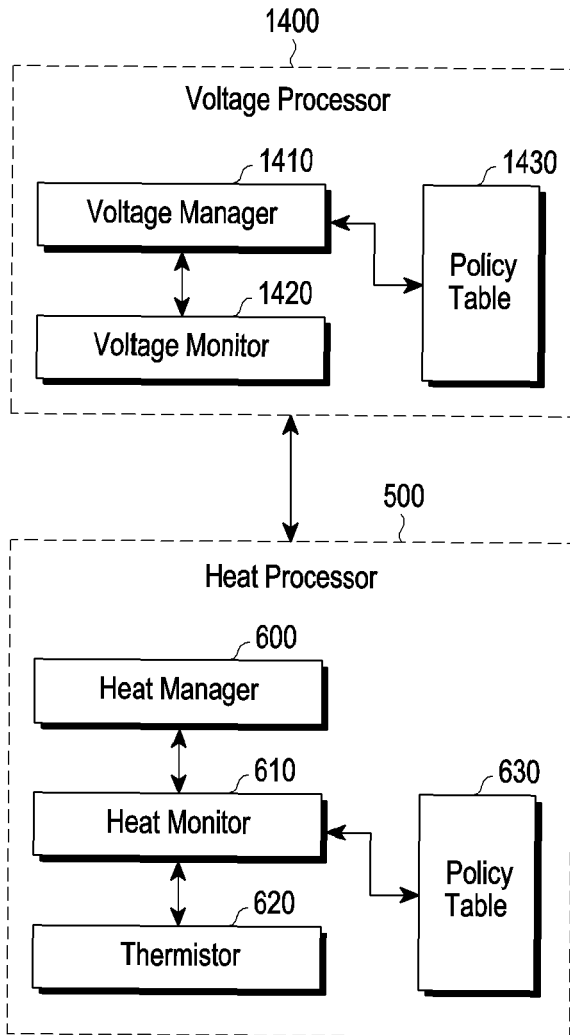 1400
Voltage Processor
1410
Voltage Manager
1420
Voltage Monitor
1430
Policy
Table
500
Heat Processor
600
Heat Manager
610
Heat Monitor
620
Thermistor
630
Policy
Table